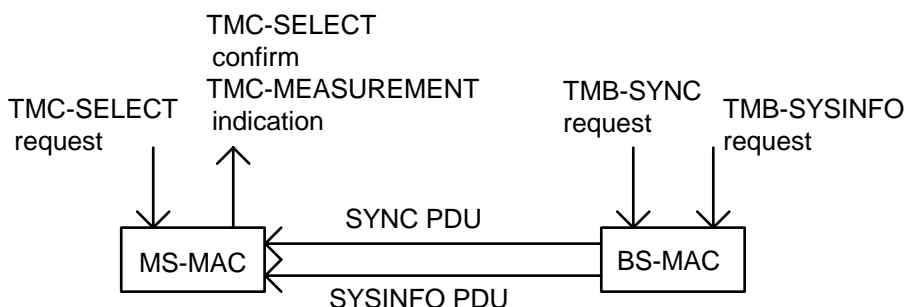 TMC-SELECT
confirm
TMC-MEASUREMENT
indication
TMC-SELECT
request
TMB-SYNC
request
TMB-SYSINFO
request
SYNC PDU
MS-MAC
BS-MAC
SYSINFO PDU